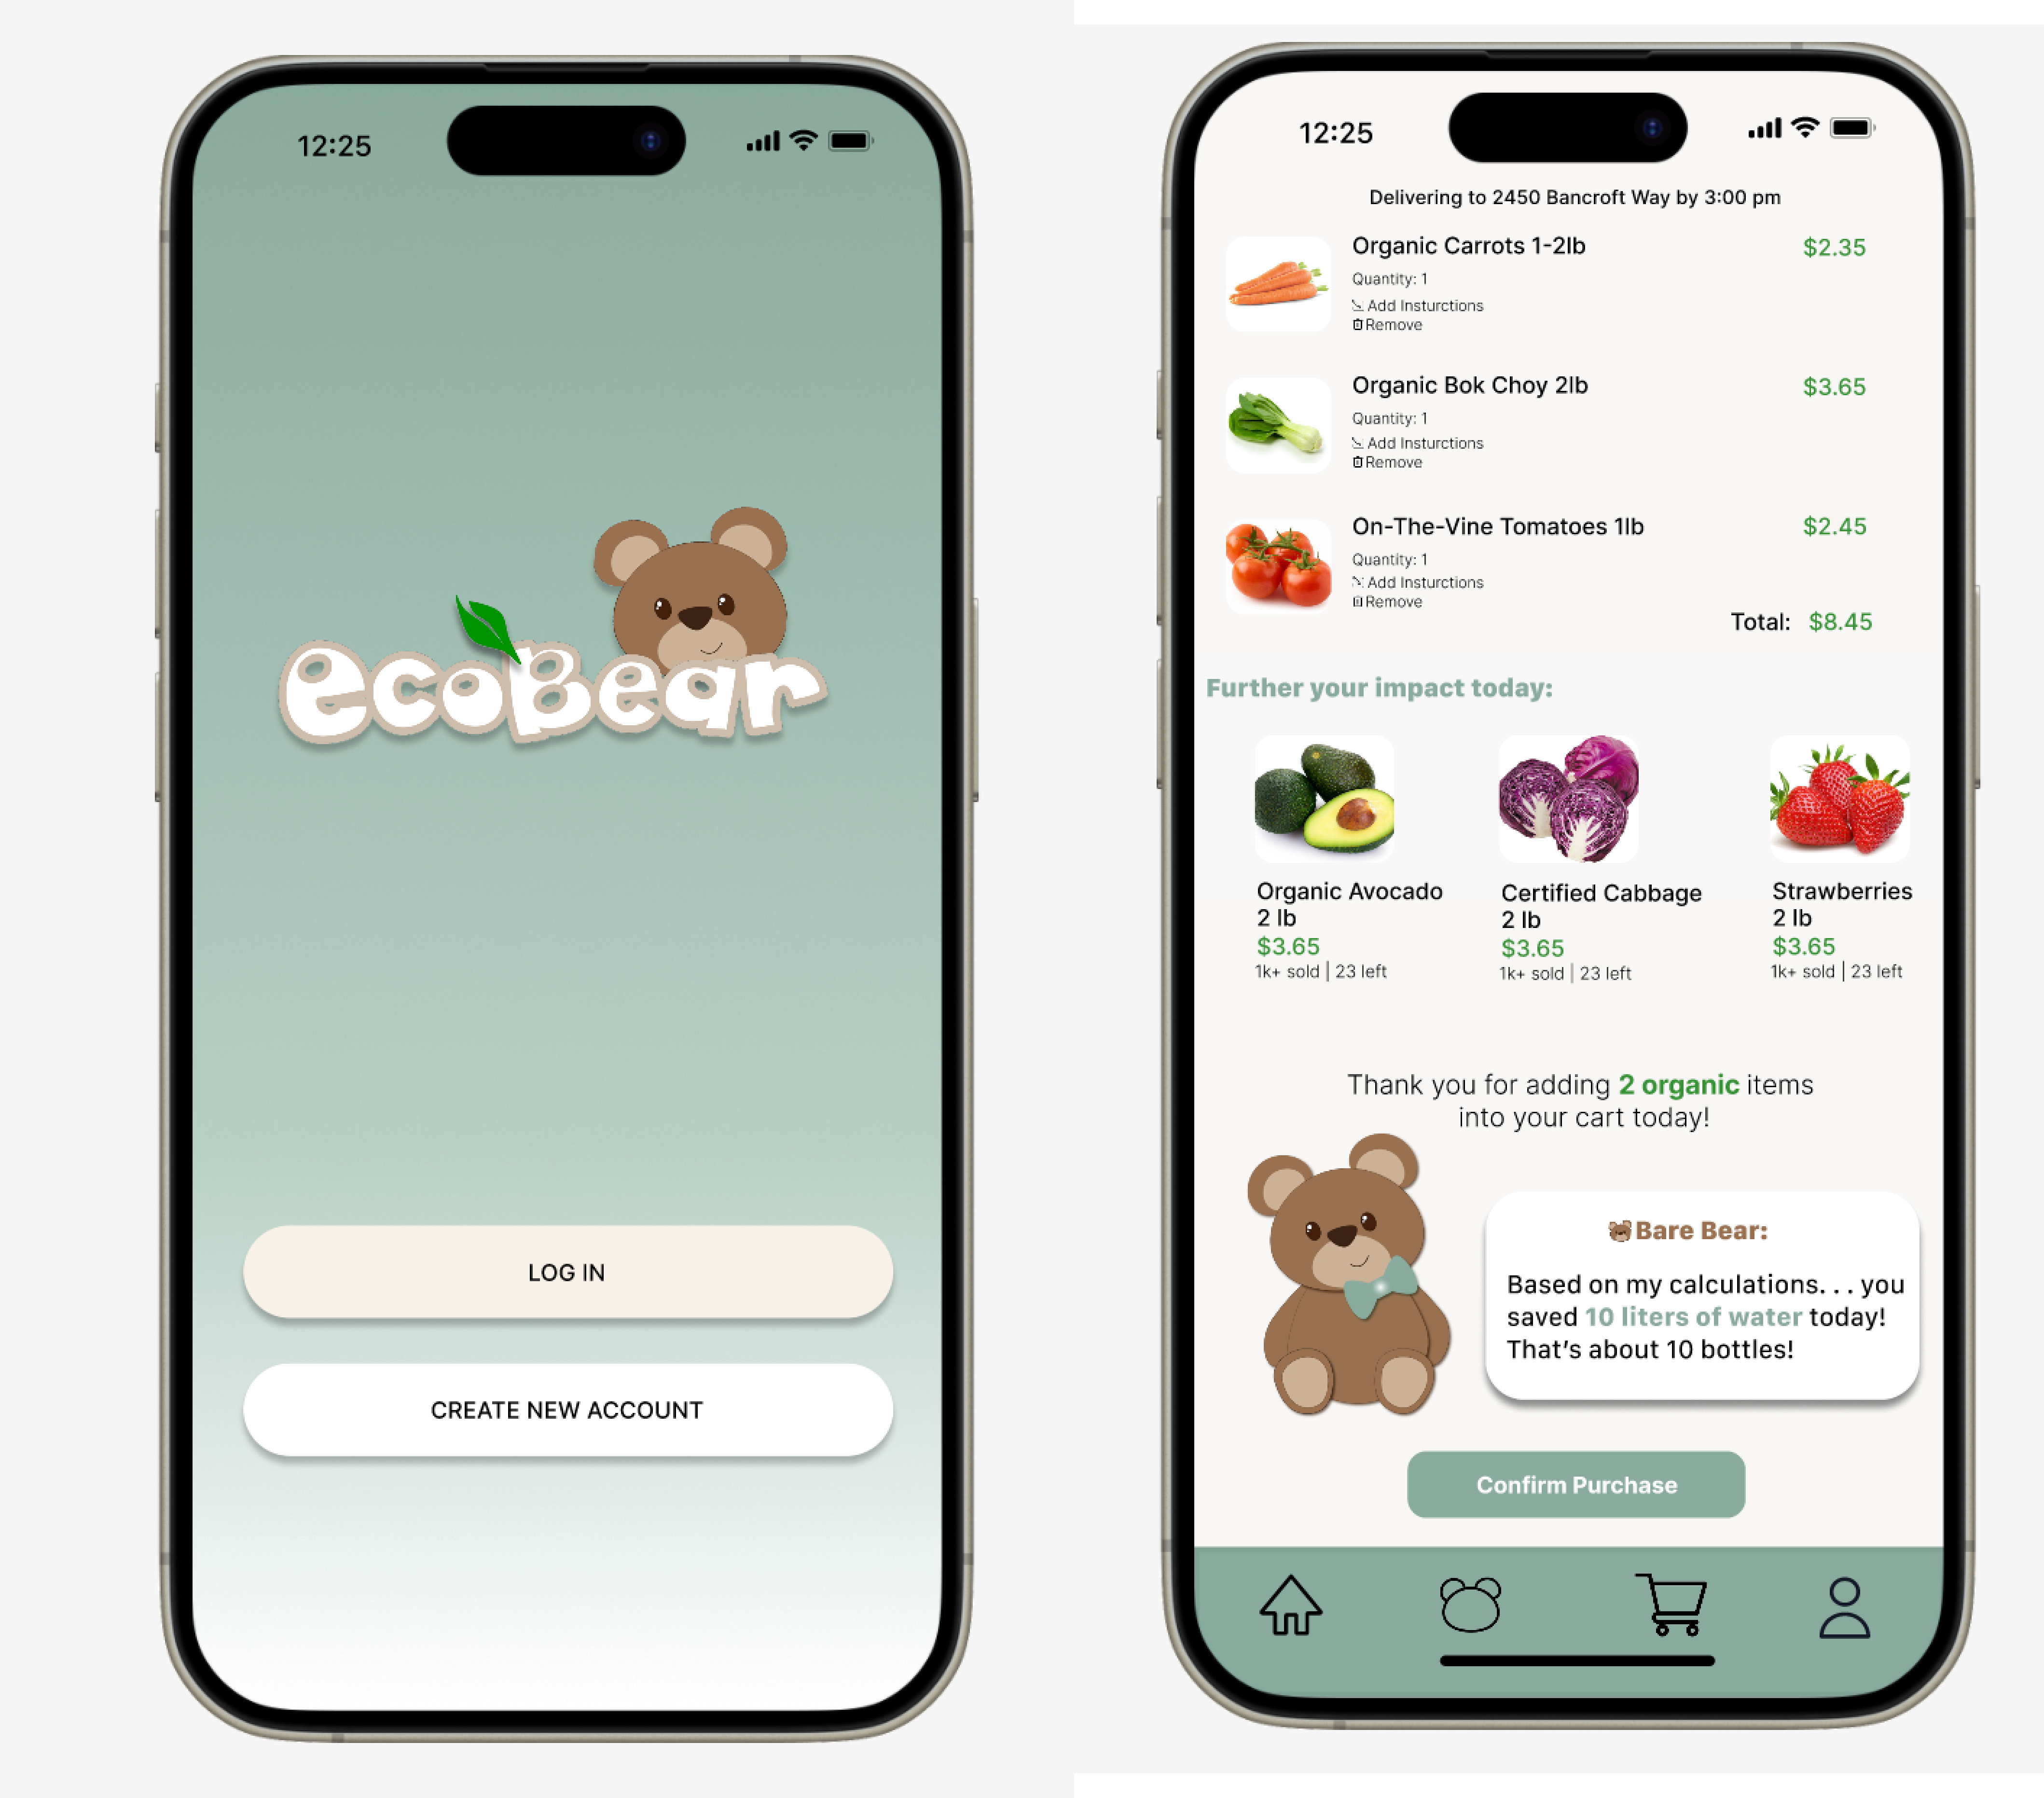 12:25
ecoBear
LOG IN
CREATE NEW ACCOUNT
12:25
Delivering to 2450 Bancroft Way by 3:00 pm
Organic Carrots 1-2lb $2.35
Quantity: 1
Add Insturctions
Remove
Organic Bok Choy 2lb $3.65
Quantity: 1
Add Insturctions
Remove
On-The-Vine Tomatoes 1lb $2.45
Quantity: 1
Add Insturctions
Remove
Total: $8.45
Further your impact today:
Organic Avocado
2 lb
$3.65
1k+ sold | 23 left
Certified Cabbage
2 lb
$3.65
1k+ sold | 23 left
Strawberries
2 lb
$3.65
1k+ sold | 23 left
Thank you for adding 2 organic items
into your cart today!
Bare Bear:
Based on my calculations. . . you
saved 10 liters of water today!
That's about 10 bottles!
Confirm Purchase